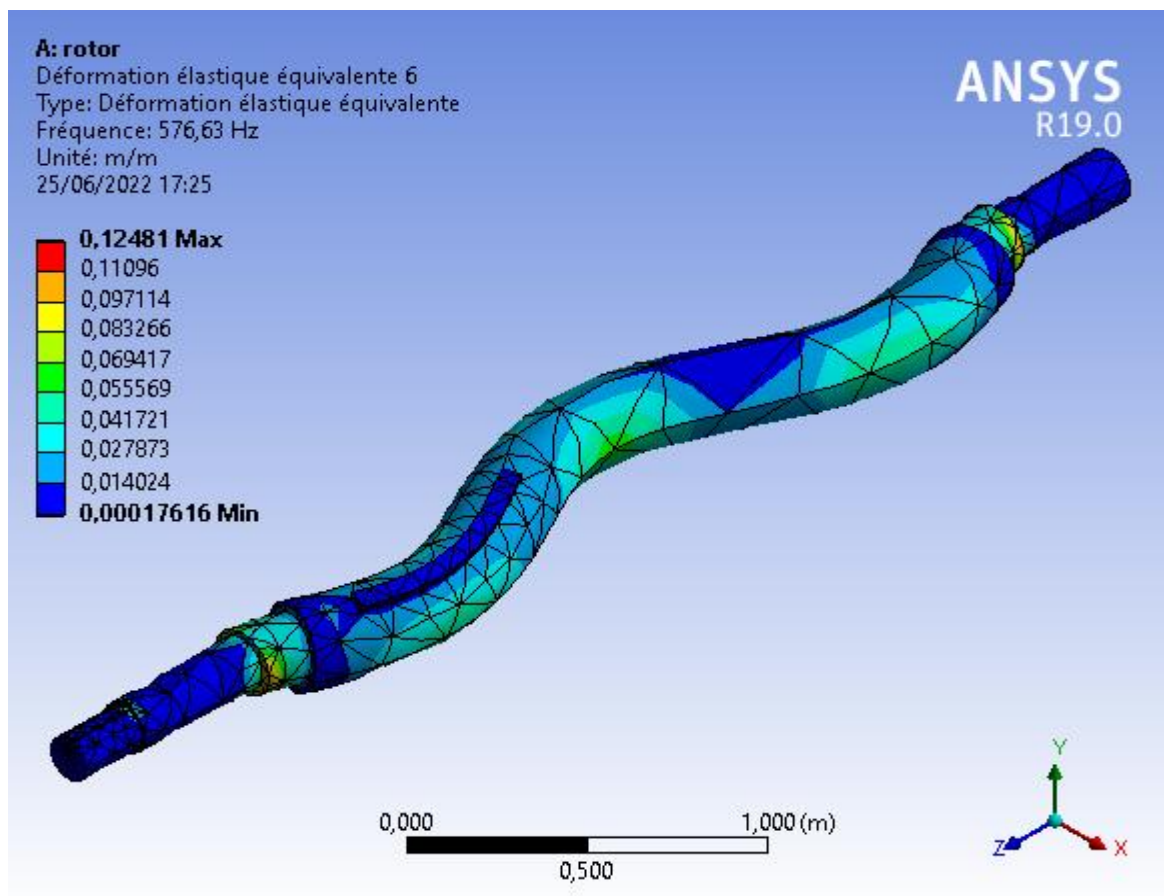 A: rotor
Déformation élastique équivalente 6
Type: Déformation élastique équivalente
Fréquence: 576,63 Hz
Unité: m/m
25/06/2022 17:25
ANSYS
R19.0
0,12481 Max
0,11096
0,097114
0,083266
0,069417
0,055569
0,041721
0,027873
0,014024
0,00017616 Min
0,000
1,000 (m)
0,500
Y
Z
X